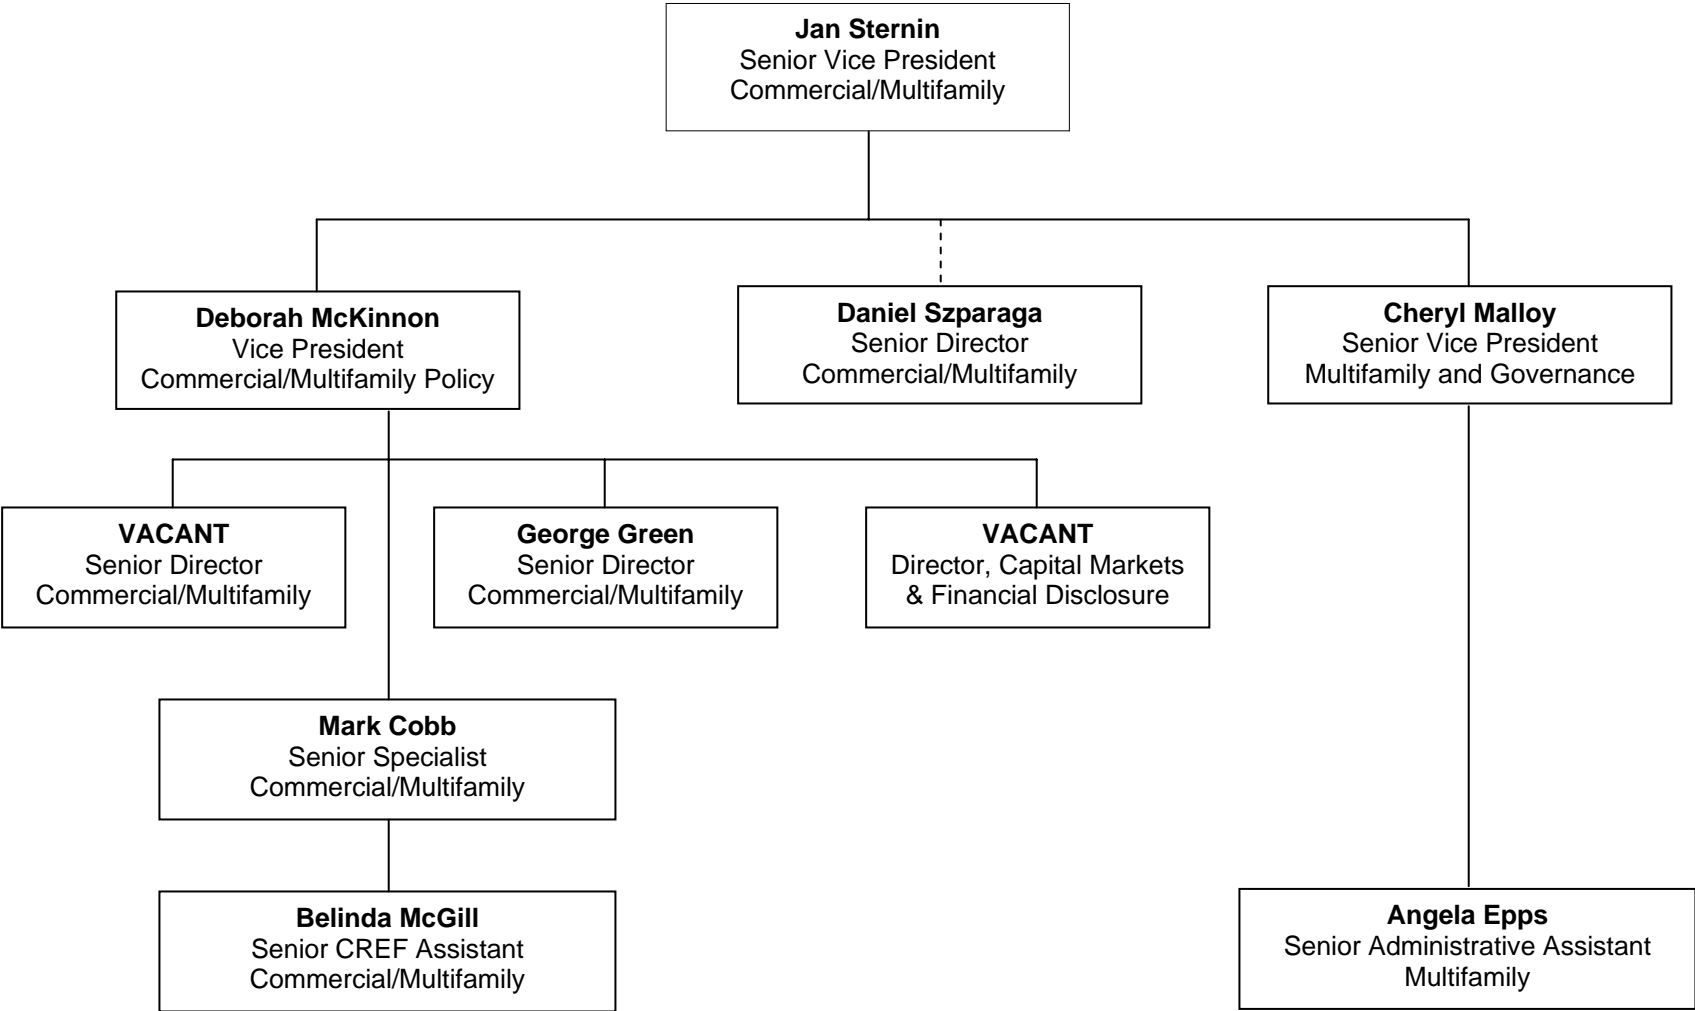 Jan Sternin
Senior Vice President
Commercial/Multifamily
Deborah McKinnon
Vice President
Commercial/Multifamily Policy
Daniel Szparaga
Senior Director
Commercial/Multifamily
Cheryl Malloy
Senior Vice President
Multifamily and Governance
VACANT
Senior Director
Commercial/Multifamily
George Green
Senior Director
Commercial/Multifamily
VACANT
Director, Capital Markets
& Financial Disclosure
Mark Cobb
Senior Specialist
Commercial/Multifamily
Belinda McGill
Senior CREF Assistant
Commercial/Multifamily
Angela Epps
Senior Administrative Assistant
Multifamily